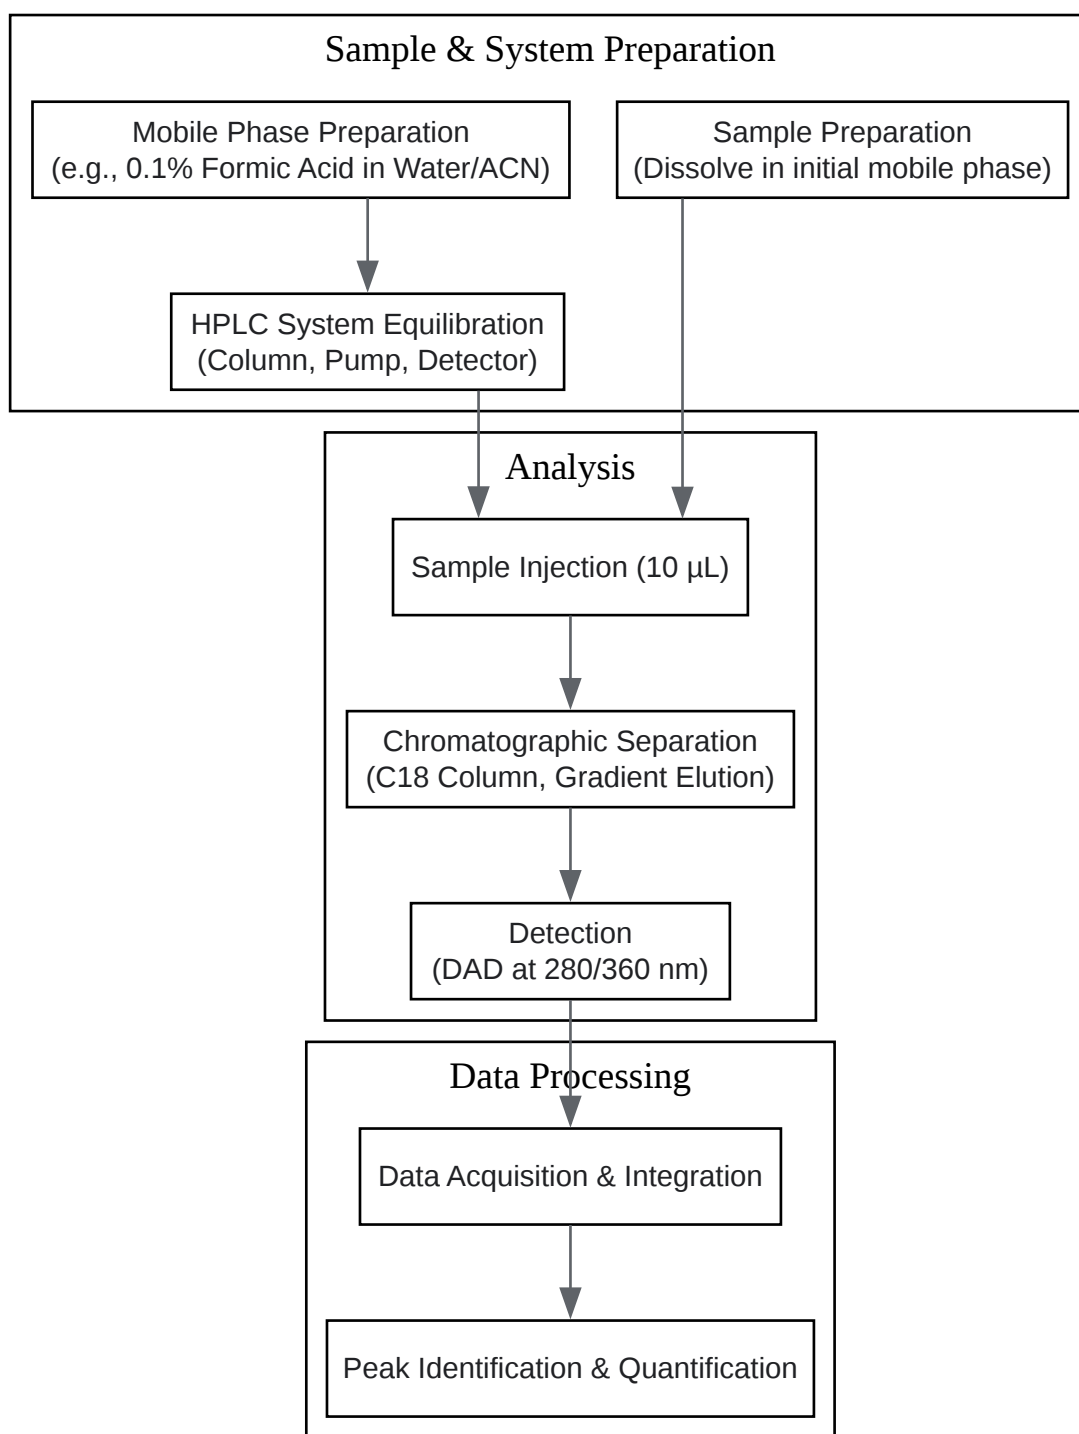 Sample & System Preparation
Mobile Phase Preparation
(e.g., 0.1% Formic Acid in Water/ACN)
Sample Preparation
(Dissolve in initial mobile phase)
HPLC System Equilibration
(Column, Pump, Detector)
Analysis
Sample Injection (10 µL)
Chromatographic Separation
(C18 Column, Gradient Elution)
Detection
(DAD at 280/360 nm)
Data Processing
Data Acquisition & Integration
Peak Identification & Quantification